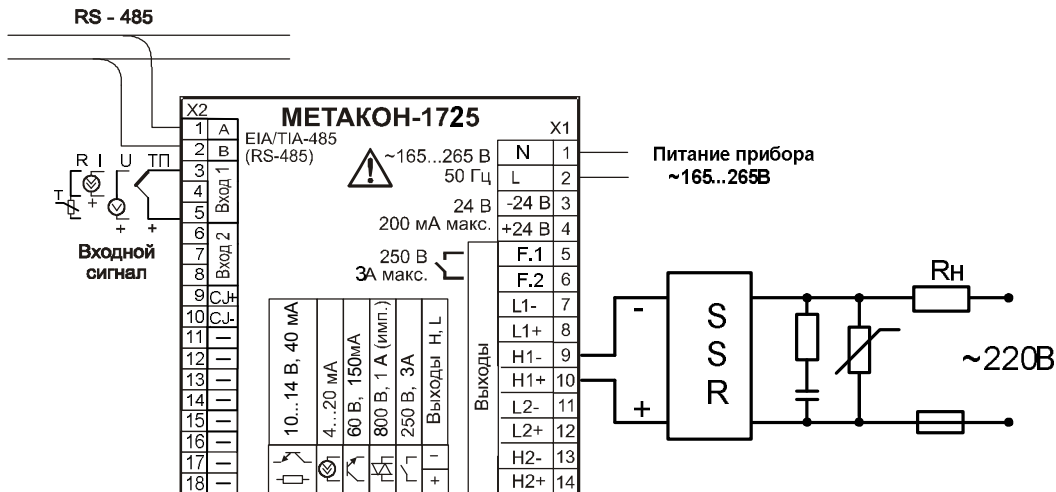 RS - 485
X2
МЕТАКОН-1725
X1
1 A
2 B
3
4
5
6
7
8
9 CJ+
10 CJ-
11 —
12 —
13 —
14 —
15 —
16 —
17 —
18 —
EIA/TIA-485
(RS-485)
Вход 1
Вход 2
R I U ТП
T
+
+ +
Входной
сигнал
~165...265 В
50 Гц
24 В
200 мА макс.
250 В
3А макс.
N 1
L 2
-24 В 3
+24 В 4
F.1 5
F.2 6
L1- 7
L1+ 8
H1- 9
H1+ 10
L2- 11
L2+ 12
H2- 13
H2+ 14
Выходы
10...14 В, 40 мА
4...20 мА
60 В, 150мА
800 В, 1 А (имп.)
250 В, 3А
Выходы H, L
−
+
Питание прибора
~165...265В
-
+
S
S
R
Rн
~220В